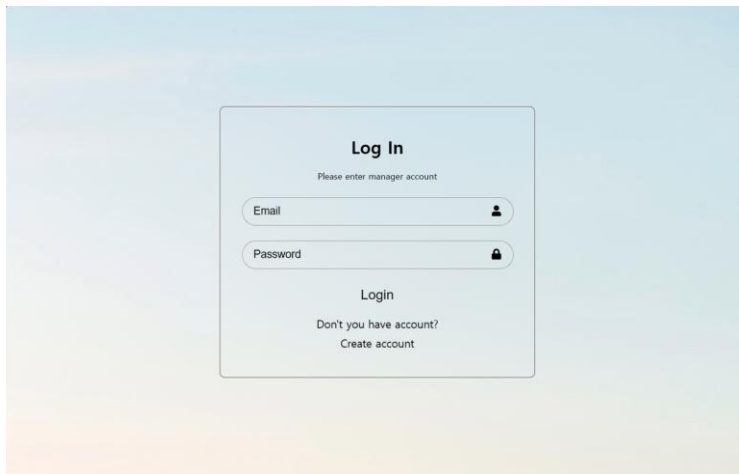 Log In
Please enter manager account
Email
Password
Login
Don't you have account?
Create account